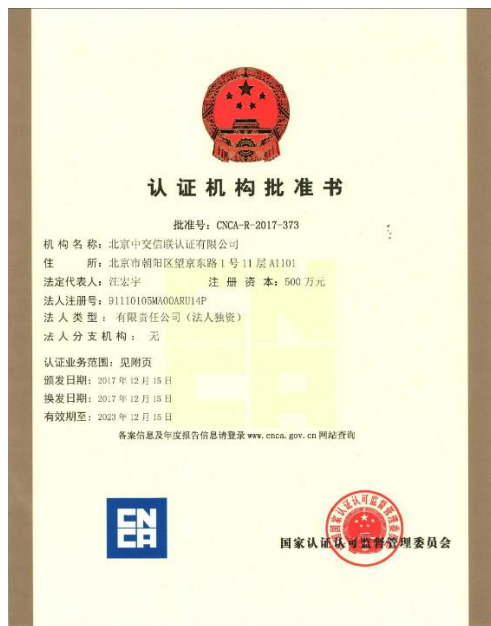 认证机构批准书
批准号：CNCA-R-2017-373
机构名称：北京中交信联认证有限公司
住 所：北京市朝阳区望京东路1号11层A1101
法定代表人：汪宏宇 注册资本：500万元
法人注册号：91110105MA00ARU14P
法人类型：有限责任公司（法人独资）
法人分支机构：无
认证业务范围：见附页
颁发日期：2017年12月15日
换发日期：2017年12月15日
有效期至：2023年12月15日
备案信息及年度报告信息请登录www.cnca.gov.cn网站查询
CN
CA
国家认证认可监督管理委员会